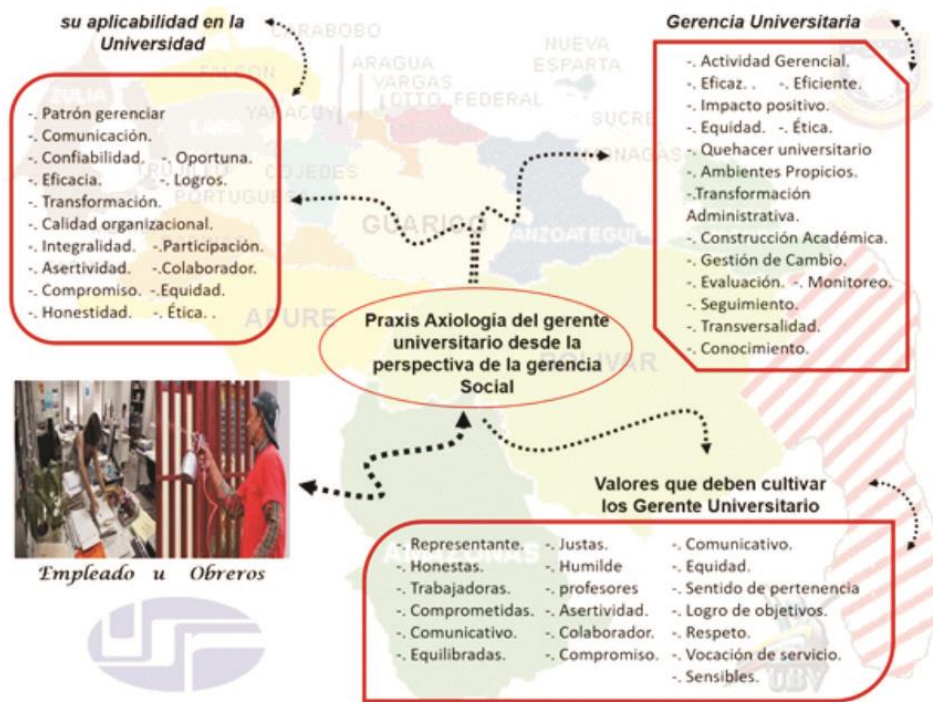 su aplicabilidad en la
Universidad
-. Patrón gerenciar
-. Comunicación.
-. Confiabilidad. -. Oportuna.
-. Eficacia. -. Logros.
-. Transformación.
-. Calidad organizacional.
-. Integralidad. -.Participación.
-. Asertividad. -.Colaborador.
-. Compromiso. -.Equidad.
-. Honestidad. -. Ética. .
Gerencia Universitaria
-. Actividad Gerencial.
-. Eficaz. . -. Eficiente.
-. Impacto positivo.
-. Equidad. -. Ética.
-. Quehacer universitario
-. Ambientes Propicios.
-.Transformación
Administrativa.
-. Construcción Académica.
-. Gestión de Cambio.
-. Evaluación. -. Monitoreo.
-. Seguimiento.
-. Transversalidad.
-. Conocimiento.
CARABOBO
ARAGUA
VARGAS
DTTO FEDERAL
NUEVA
ESPARTA
FALCON
YARACUY
ZULIA
LARA
TRUJILLO
COJEDES
PORTUGUES
SUCRE
MONAGAS
GUARICO
ANZOATEGUI
APURE
BOLIVAR
AMAZONAS
Praxis Axiología del gerente
universitario desde la
perspectiva de la gerencia
Social
Empleado u Obreros
Valores que deben cultivar
los Gerente Universitario
-. Representante. -. Justas. -. Comunicativo.
-. Honestas. -. Humilde -. Equidad.
-. Trabajadoras. -. profesores -. Sentido de pertenencia
-. Comprometidas. -. Asertividad. -. Logro de objetivos.
-. Comunicativo. -. Colaborador. -. Respeto.
-. Equilibradas. -. Compromiso. -. Vocación de servicio.
-. Sensibles.
UBV